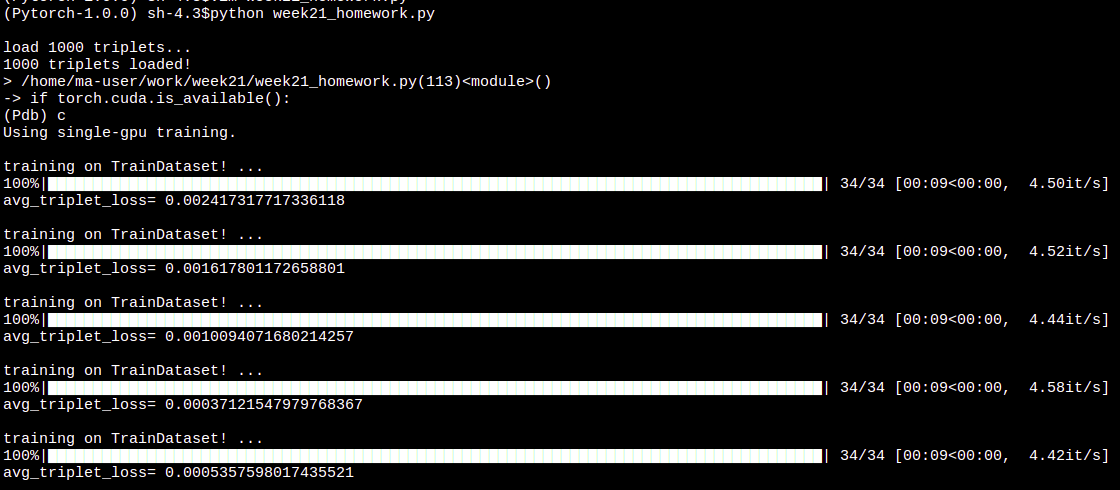 (Pytorch-1.0.0) sh-4.3$python week21_homework.py
load 1000 triplets...
1000 triplets loaded!
> /home/ma-user/work/week21/week21_homework.py(113)<module>()
-> if torch.cuda.is_available():
(Pdb) c
Using single-gpu training.
training on TrainDataset! ...
100%|██████████| 34/34 [00:09<00:00,  4.50it/s]
avg_triplet_loss= 0.002417317717336118
training on TrainDataset! ...
100%|██████████| 34/34 [00:09<00:00,  4.52it/s]
avg_triplet_loss= 0.001617801172658801
training on TrainDataset! ...
100%|██████████| 34/34 [00:09<00:00,  4.44it/s]
avg_triplet_loss= 0.0010094071680214257
training on TrainDataset! ...
100%|██████████| 34/34 [00:09<00:00,  4.58it/s]
avg_triplet_loss= 0.00037121547979768367
training on TrainDataset! ...
100%|██████████| 34/34 [00:09<00:00,  4.42it/s]
avg_triplet_loss= 0.0005357598017435521